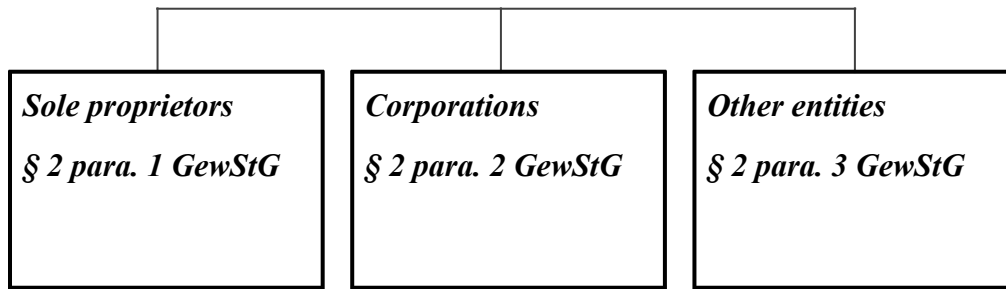 Sole proprietors
§ 2 para. 1 GewStG
Corporations
§ 2 para. 2 GewStG
Other entities
§ 2 para. 3 GewStG